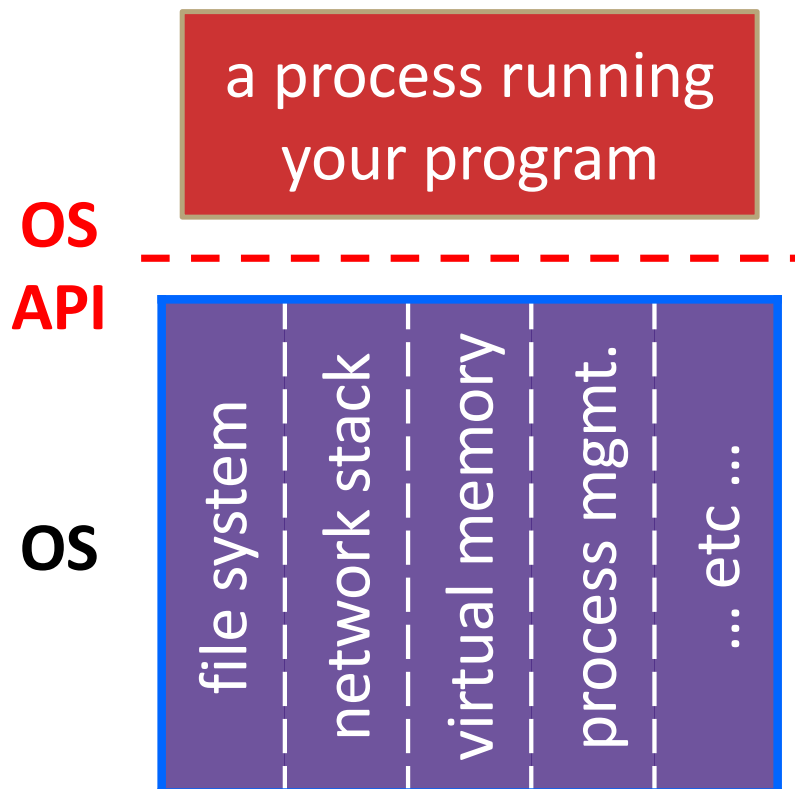 a process running
your program
OS
API
OS
file system
network stack
virtual memory
process mgmt.
... etc ...